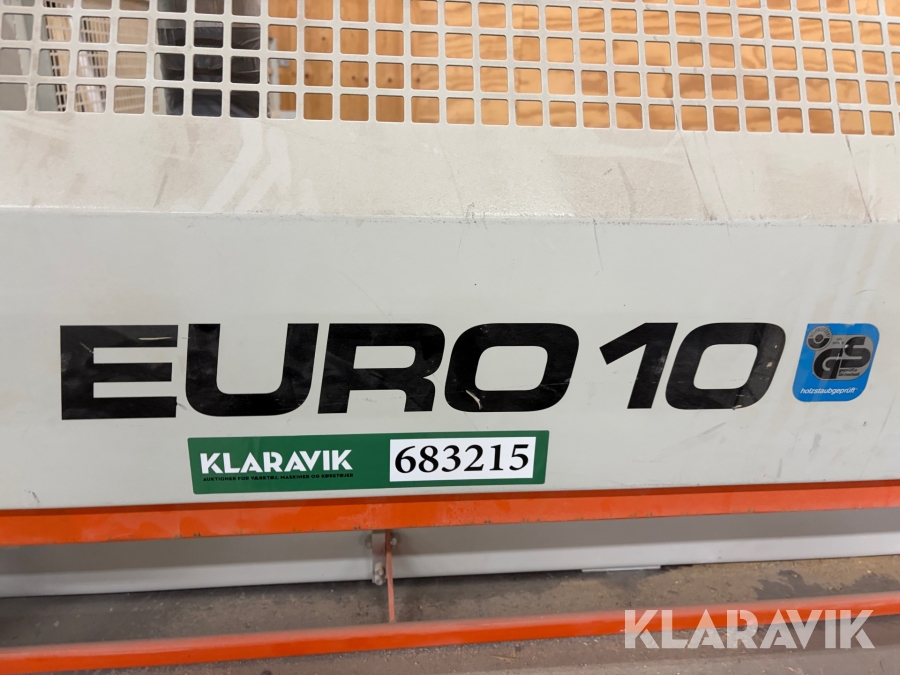 EURO 10
GS
holzstaubgeprüft
KLARAVIK 683215
AUKTIONER FOR VÆRKTØJ, MASKINER OG KØRETØJER
KLARAVIK